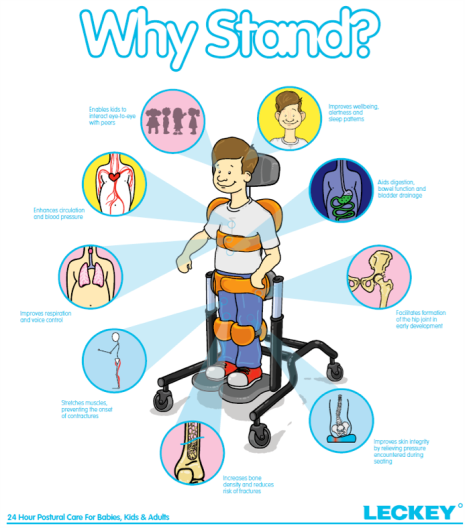 Why Stand?
Enables kids to
interact eye-to-eye
with peers
Improves wellbeing,
alertness and
sleep patterns
Enhances circulation
and blood pressure
Aids digestion,
bowel function and
bladder drainage
Improves respiration
and voice control
Facilitates formation
of the hip joint in
early development
Stretches muscles,
preventing the onset
of contractures
Improves skin integrity
by relieving pressure
encountered during
seating
Increases bone
density and reduces
risk of fractures
24 Hour Postural Care For Babies, Kids & Adults
LECKEY